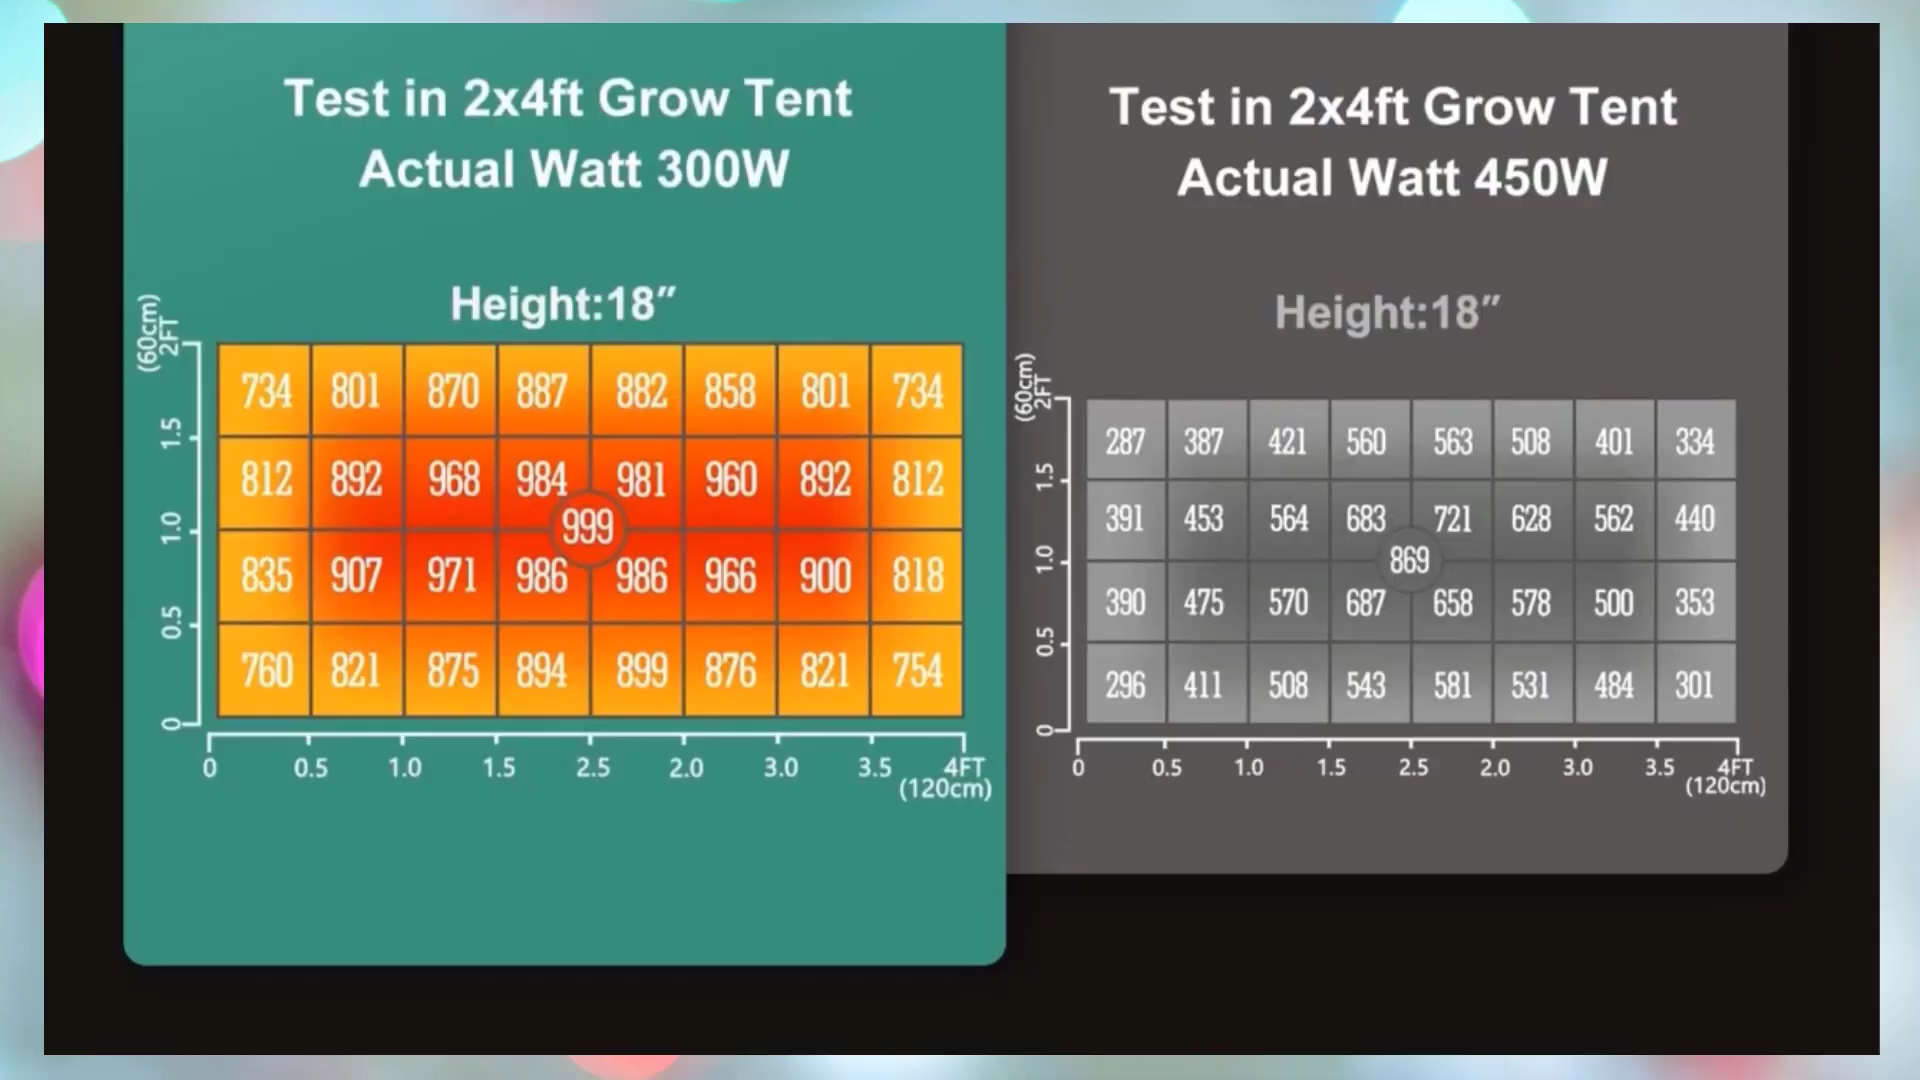 Test in 2x4ft Grow Tent
Actual Watt 300W
Height:18″
(60cm)
2FT
1.5
1.0
0.5
0
734 801 870 887 882 858 801 734
812 892 968 984 981 960 892 812
999
835 907 971 986 986 966 900 818
760 821 875 894 899 876 821 754
0 0.5 1.0 1.5 2.5 2.0 3.0 3.5 4FT
(120cm)
Test in 2x4ft Grow Tent
Actual Watt 450W
Height:18″
(60cm)
2FT
1.5
1.0
0.5
0
287 387 421 560 563 508 401 334
391 453 564 683 721 628 562 440
869
390 475 570 687 658 578 500 353
296 411 508 543 581 531 484 301
0 0.5 1.0 1.5 2.5 2.0 3.0 3.5 4FT
(120cm)